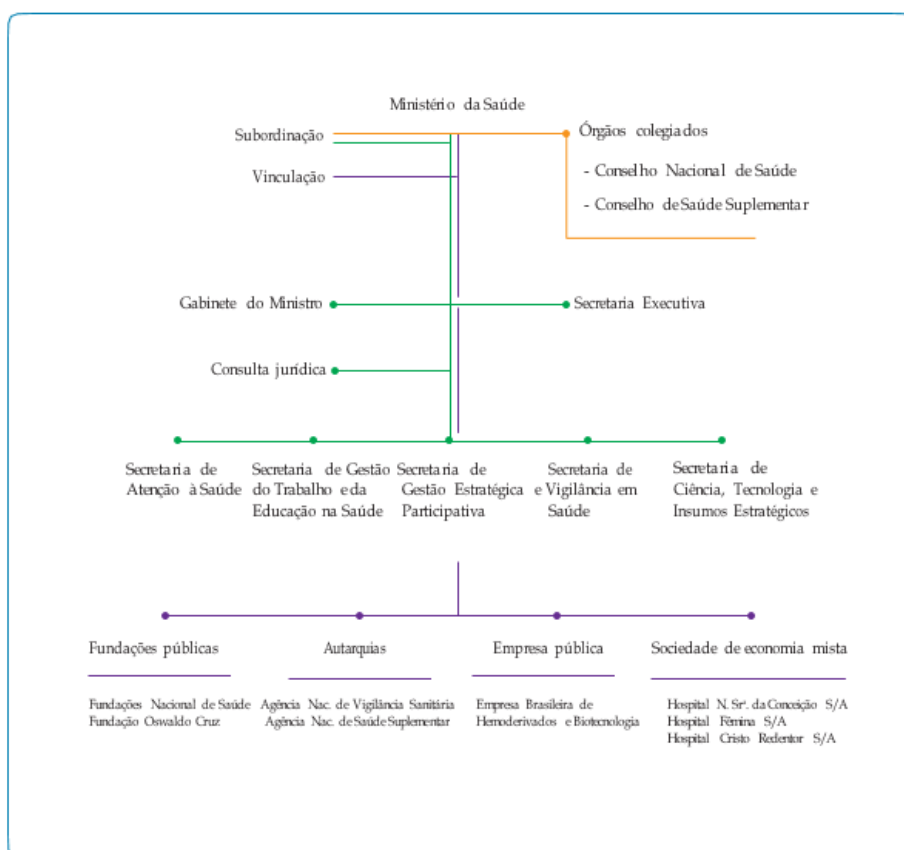 Ministério da Saúde
Subordinação
Órgãos colegiados
Vinculação
- Conselho Nacional de Saúde
- Conselho de Saúde Suplementar
Gabinete do Ministro
Secretaria Executiva
Consulta jurídica
Secretaria de
Atenção à Saúde
Secretaria de Gestão
do Trabalho e da
Educação na Saúde
Secretaria de
Gestão Estratégica e
Participativa
Secretaria de
Vigilância em
Saúde
Secretaria de
Ciência, Tecnologia e
Insumos Estratégicos
Fundações públicas
Fundações Nacional de Saúde
Fundação Oswaldo Cruz
Autarquias
Agência Nac. de Vigilância Sanitária
Agência Nac. de Saúde Suplementar
Empresa pública
Empresa Brasileira de
Hemoderivados e Biotecnologia
Sociedade de economia mista
Hospital N. Srª. da Conceição S/A
Hospital Fêmina S/A
Hospital Cristo Redentor S/A